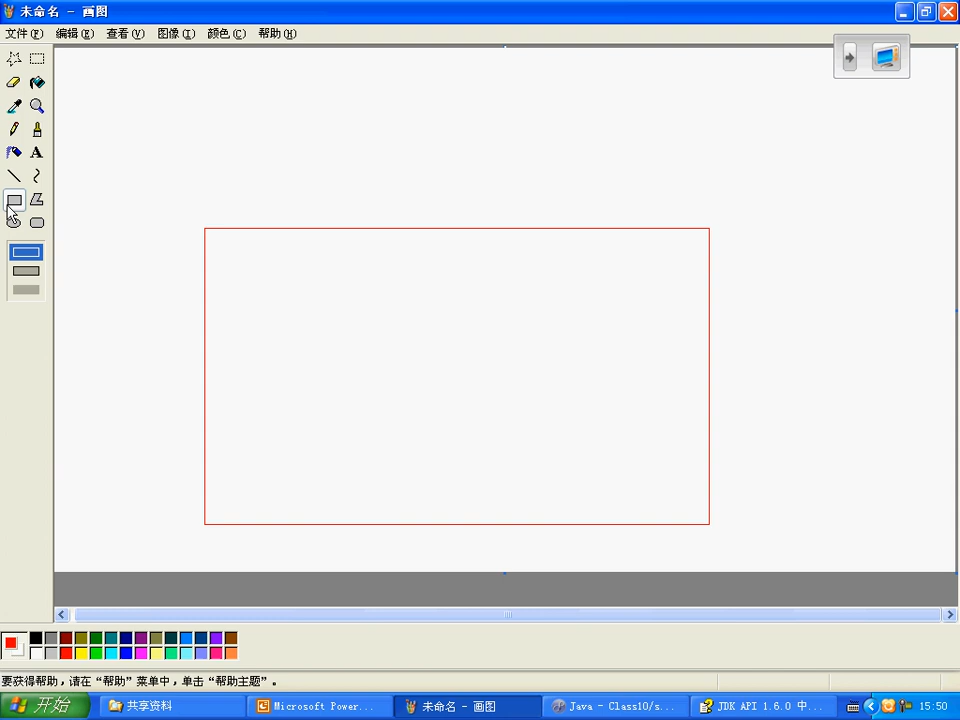 未命名 - 画图
文件(F) 编辑(E) 查看(V) 图像(I) 颜色(C) 帮助(H)
A
要获得帮助,请在“帮助”菜单中,单击“帮助主题”。
开始 共享资料 Microsoft Power... 未命名 - 画图 Java - Class10/s... JDK API 1.6.0 中... 15:50